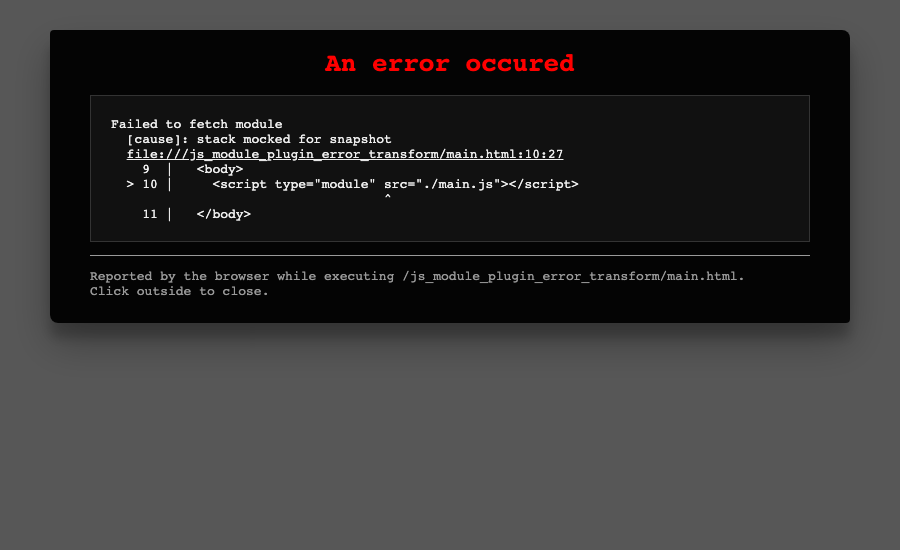 An error occured
Failed to fetch module
  [cause]: stack mocked for snapshot
  file:///js_module_plugin_error_transform/main.html:10:27
    9  |   <body>
  > 10 |     <script type="module" src="./main.js"></script>
                                   ^
    11 |   </body>
Reported by the browser while executing /js_module_plugin_error_transform/main.html.
Click outside to close.